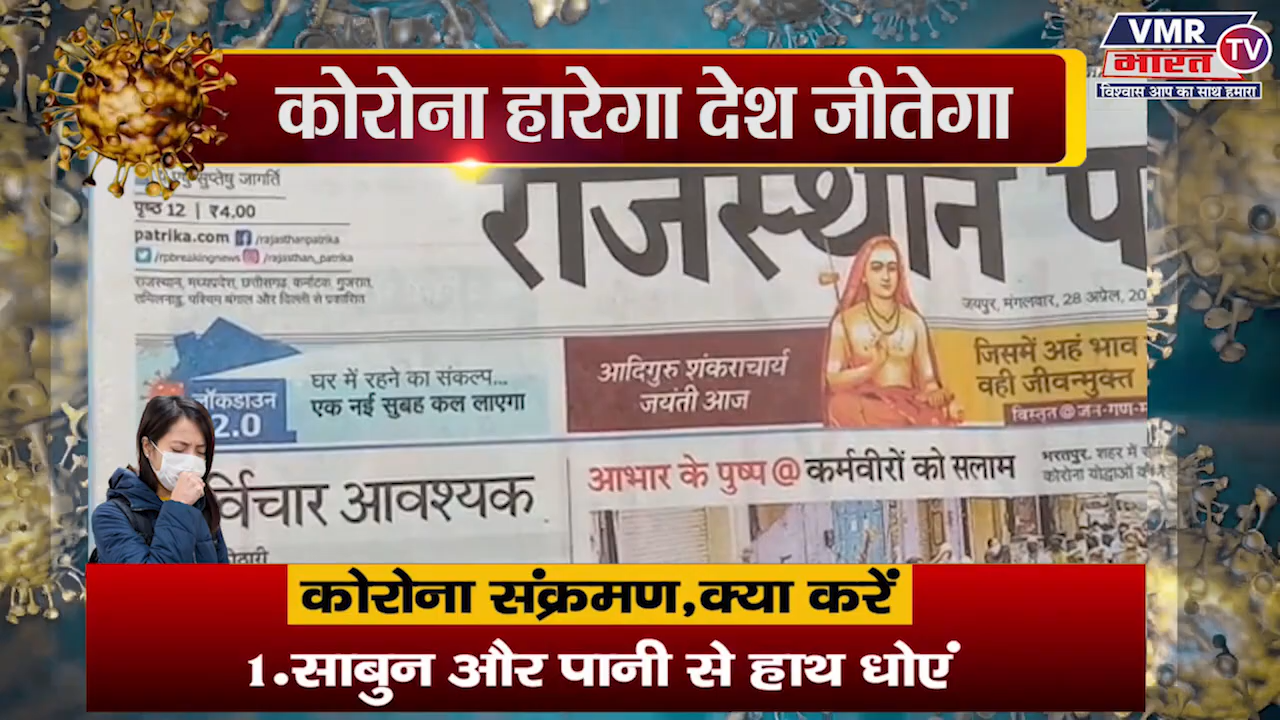 VMR
भारत
TV
विश्वास आप का साथ हमारा
कोरोना हारेगा देश जीतेगा
सुप्तेषु जागर्ति
पृष्ठ 12 | ₹4.00
patrika.com /rajasthanpatrika
/rpbreakingnews /rajasthan_patrika
राजस्थान, मध्यप्रदेश, छत्तीसगढ़, कर्नाटक, गुजरात,
तमिलनाडु, पश्चिम बंगाल और दिल्ली से प्रकाशित
राजस्थान प
जयपुर, मंगलवार, 28 अप्रेल, 20
लॉकडाउन
2.0
घर में रहने का संकल्प...
एक नई सुबह कल लाएगा
आदिगुरु शंकराचार्य
जयंती आज
जिसमें अहं भाव
वही जीवन्मुक्त
विस्तृत@जन-गण-म
र्विचार आवश्यक
आभार के पुष्प @ कर्मवीरों को सलाम
भरतपुर. शहर में
कोरोना योद्धाओं
कोरोना संक्रमण,क्या करें
1.साबुन और पानी से हाथ धोएं